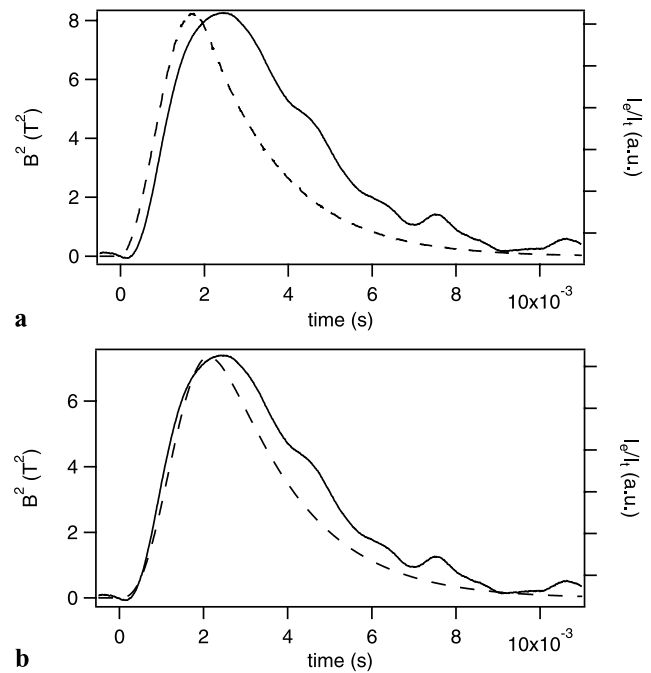 8
6
4
2
0
B² (T²)
Iₑ/Iₜ (a.u.)
0 2 4 6 8 10x10⁻³
time (s)
a
6
4
2
0
B² (T²)
Iₑ/Iₜ (a.u.)
0 2 4 6 8 10x10⁻³
time (s)
b